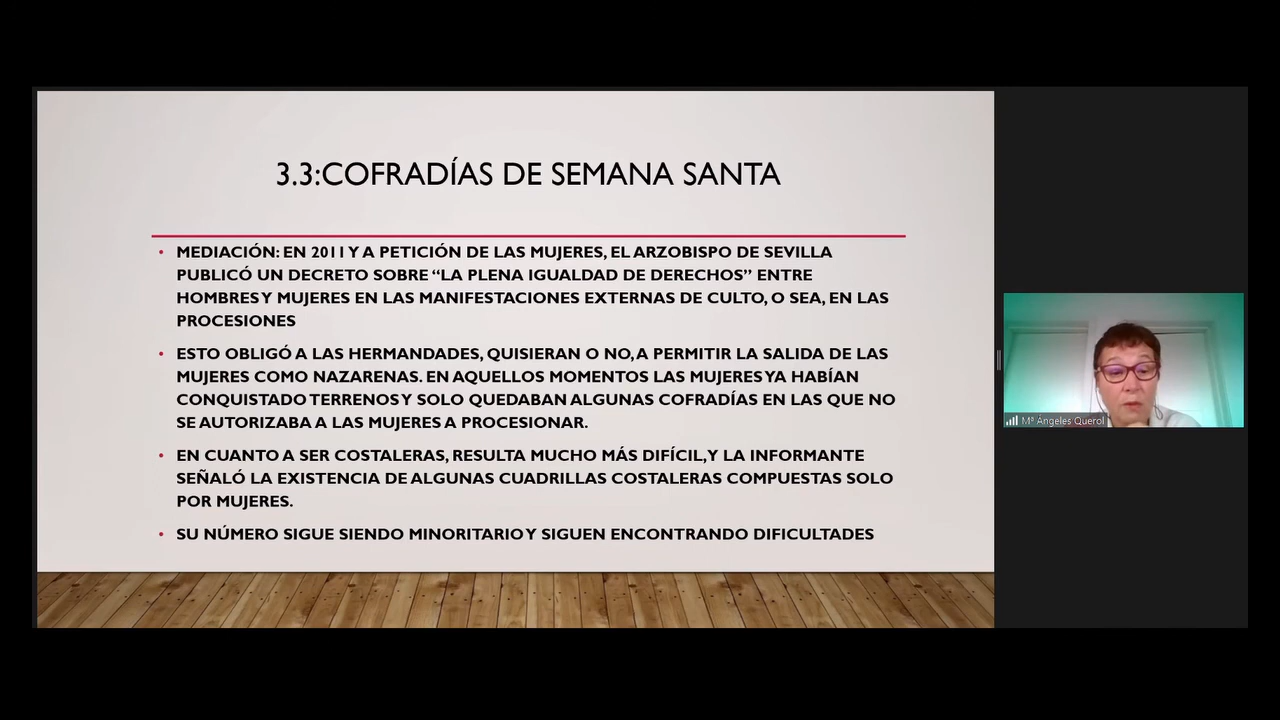 3.3:COFRADÍAS DE SEMANA SANTA
• MEDIACIÓN: EN 2011 Y A PETICIÓN DE LAS MUJERES, EL ARZOBISPO DE SEVILLA
PUBLICÓ UN DECRETO SOBRE “LA PLENA IGUALDAD DE DERECHOS” ENTRE
HOMBRES Y MUJERES EN LAS MANIFESTACIONES EXTERNAS DE CULTO, O SEA, EN LAS
PROCESIONES
• ESTO OBLIGÓ A LAS HERMANDADES, QUISIERAN O NO, A PERMITIR LA SALIDA DE LAS
MUJERES COMO NAZARENAS. EN AQUELLOS MOMENTOS LAS MUJERES YA HABÍAN
CONQUISTADO TERRENOS Y SOLO QUEDABAN ALGUNAS COFRADÍAS EN LAS QUE NO
SE AUTORIZABA A LAS MUJERES A PROCESIONAR.
• EN CUANTO A SER COSTALERAS, RESULTA MUCHO MÁS DIFÍCIL, Y LA INFORMANTE
SEÑALÓ LA EXISTENCIA DE ALGUNAS CUADRILLAS COSTALERAS COMPUESTAS SOLO
POR MUJERES.
• SU NÚMERO SIGUE SIENDO MINORITARIO Y SIGUEN ENCONTRANDO DIFICULTADES
Mª Ángeles Querol